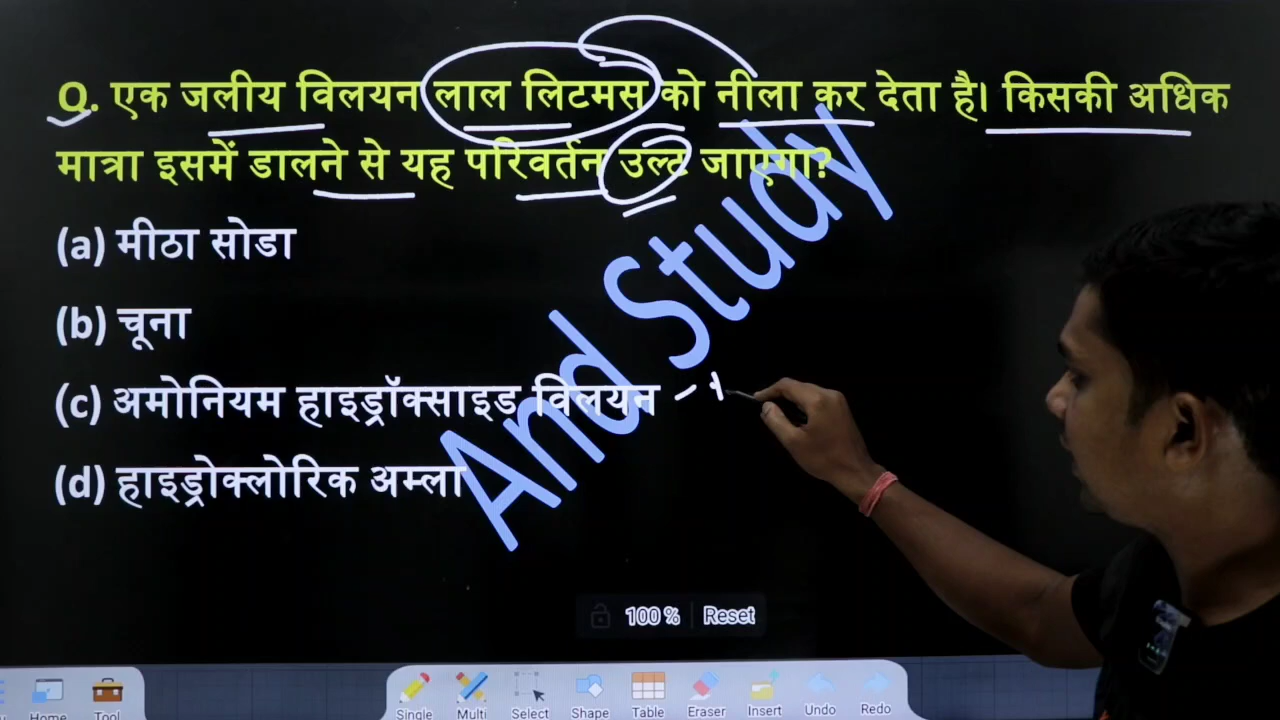 Q. एक जलीय विलयन लाल लिटमस को नीला कर देता है। किसकी अधिक
मात्रा इसमें डालने से यह परिवर्तन उल्ट जाएगा?
(a) मीठा सोडा
(b) चूना
(c) अमोनियम हाइड्रॉक्साइड विलयन -
(d) हाइड्रोक्लोरिक अम्ला
And Study
100 % Reset
Home Tool Single Multi Select Shape Table Eraser Insert Undo Redo